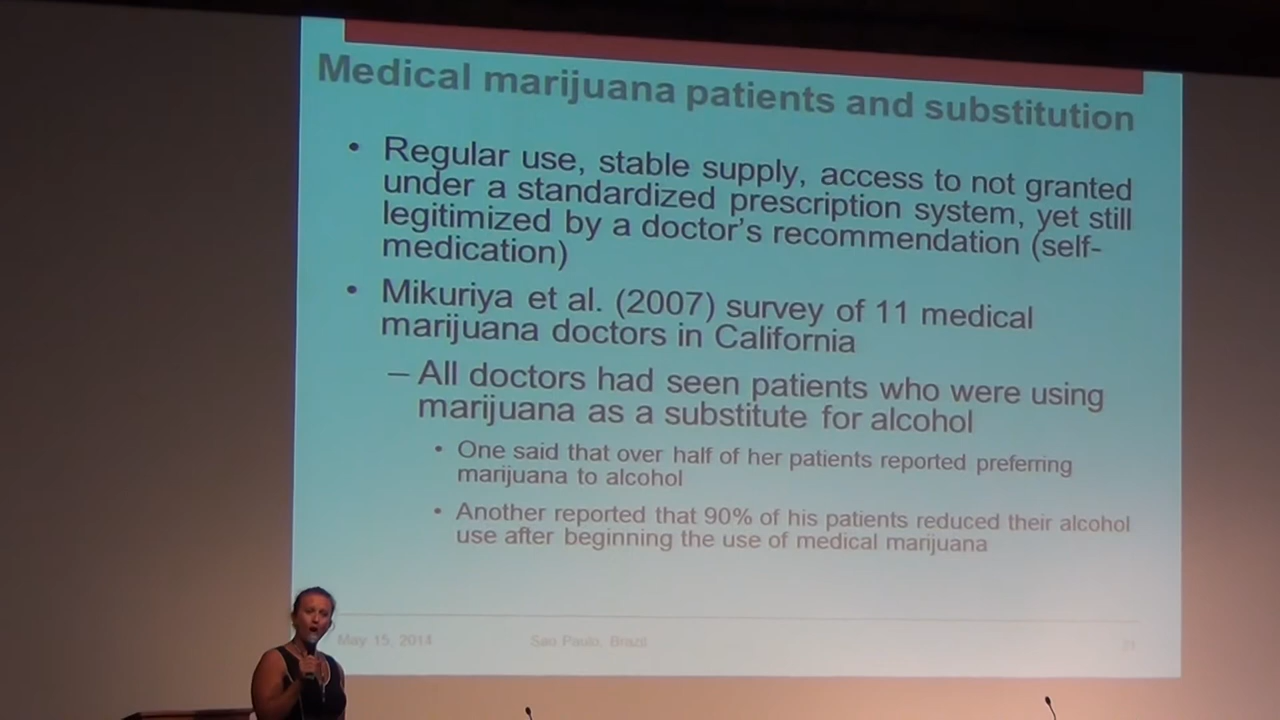 Medical marijuana patients and substitution
• Regular use, stable supply, access to not granted
under a standardized prescription system, yet still
legitimized by a doctor's recommendation (self-
medication)
• Mikuriya et al. (2007) survey of 11 medical
marijuana doctors in California
– All doctors had seen patients who were using
marijuana as a substitute for alcohol
• One said that over half of her patients reported preferring
marijuana to alcohol
• Another reported that 90% of his patients reduced their alcohol
use after beginning the use of medical marijuana
May 15, 2014 Sao Paulo, Brazil